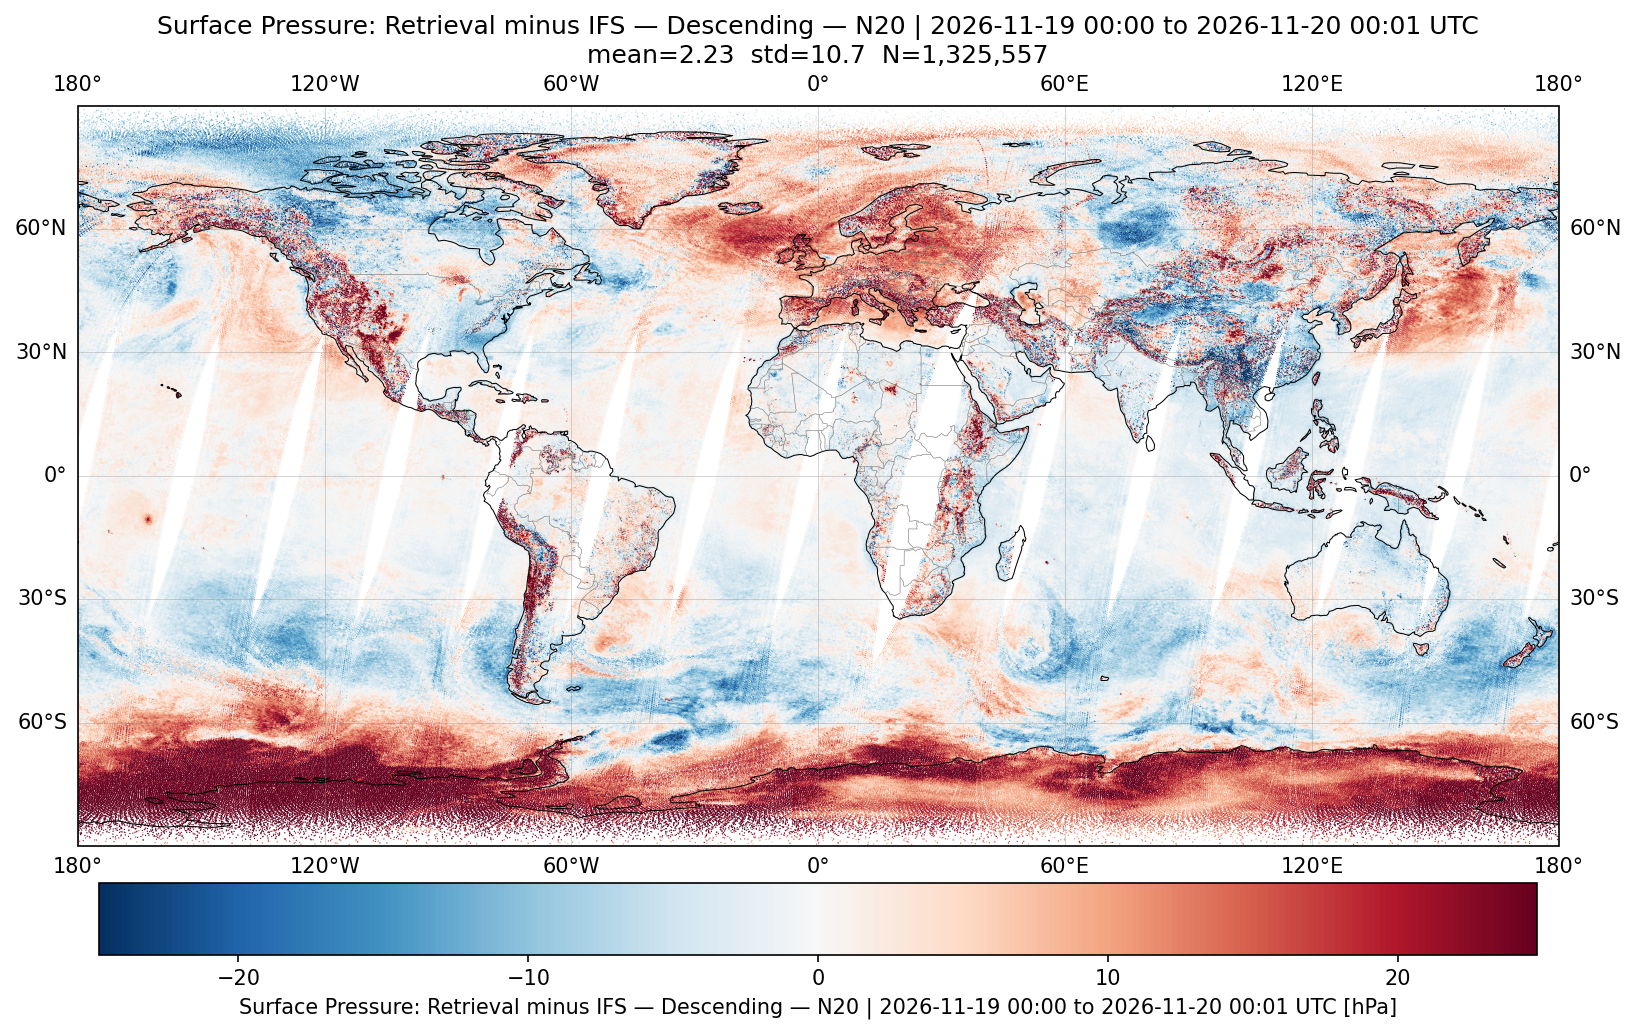 Surface Pressure: Retrieval minus IFS — Descending — N20 | 2026-11-19 00:00 to 2026-11-20 00:01 UTC
mean=2.23  std=10.7  N=1,325,557
180° 120°W 60°W 0° 60°E 120°E 180°
60°N 60°N
30°N 30°N
0° 0°
30°S 30°S
60°S 60°S
180° 120°W 60°W 0° 60°E 120°E 180°
−20 −10 0 10 20
Surface Pressure: Retrieval minus IFS — Descending — N20 | 2026-11-19 00:00 to 2026-11-20 00:01 UTC [hPa]